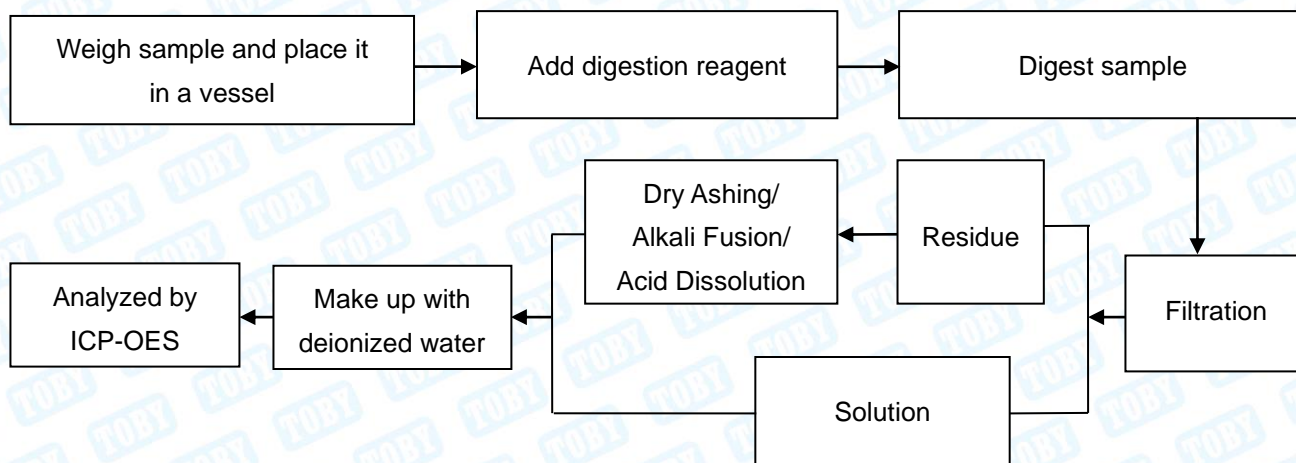 Weigh sample and place it
in a vessel
Add digestion reagent
Digest sample
Dry Ashing/
Alkali Fusion/
Acid Dissolution
Residue
Filtration
Analyzed by
ICP-OES
Make up with
deionized water
Solution
TOBY